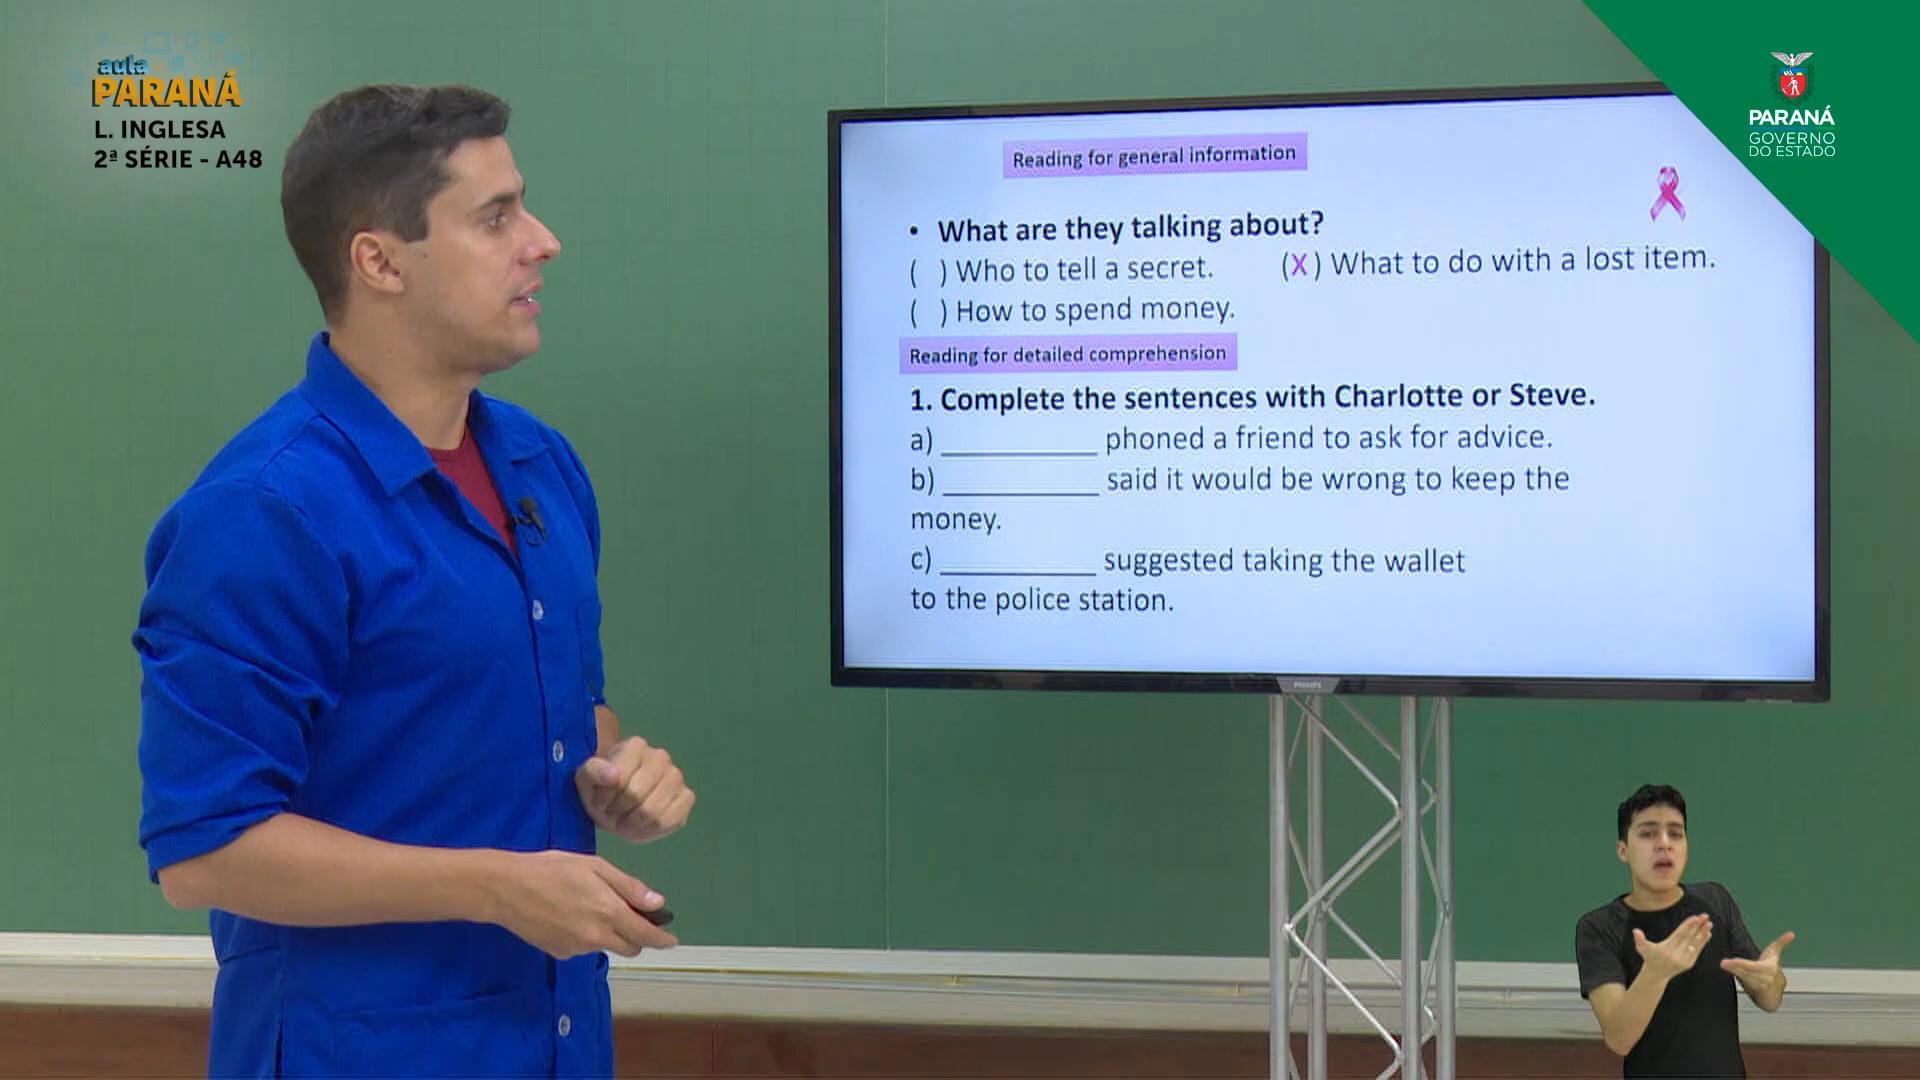 aula
PARANÁ
L. INGLESA
2ª SÉRIE - A48
PARANÁ
GOVERNO
DO ESTADO
Reading for general information
• What are they talking about?
( ) Who to tell a secret. (X) What to do with a lost item.
( ) How to spend money.
Reading for detailed comprehension
1. Complete the sentences with Charlotte or Steve.
a) __________ phoned a friend to ask for advice.
b) __________ said it would be wrong to keep the
money.
c) __________ suggested taking the wallet
to the police station.
PHILIPS